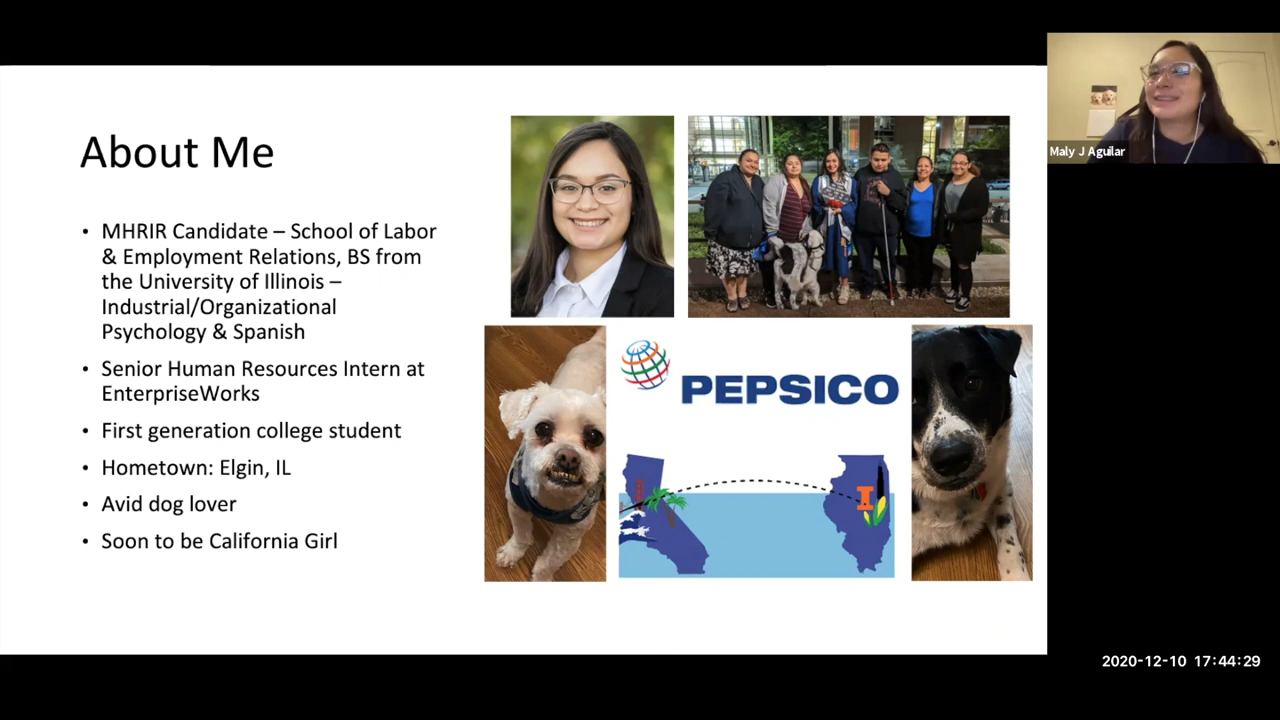 About Me
• MHRIR Candidate – School of Labor
& Employment Relations, BS from
the University of Illinois –
Industrial/Organizational
Psychology & Spanish
• Senior Human Resources Intern at
EnterpriseWorks
• First generation college student
• Hometown: Elgin, IL
• Avid dog lover
• Soon to be California Girl
PEPSICO
I
Maly J Aguilar
2020-12-10 17:44:29